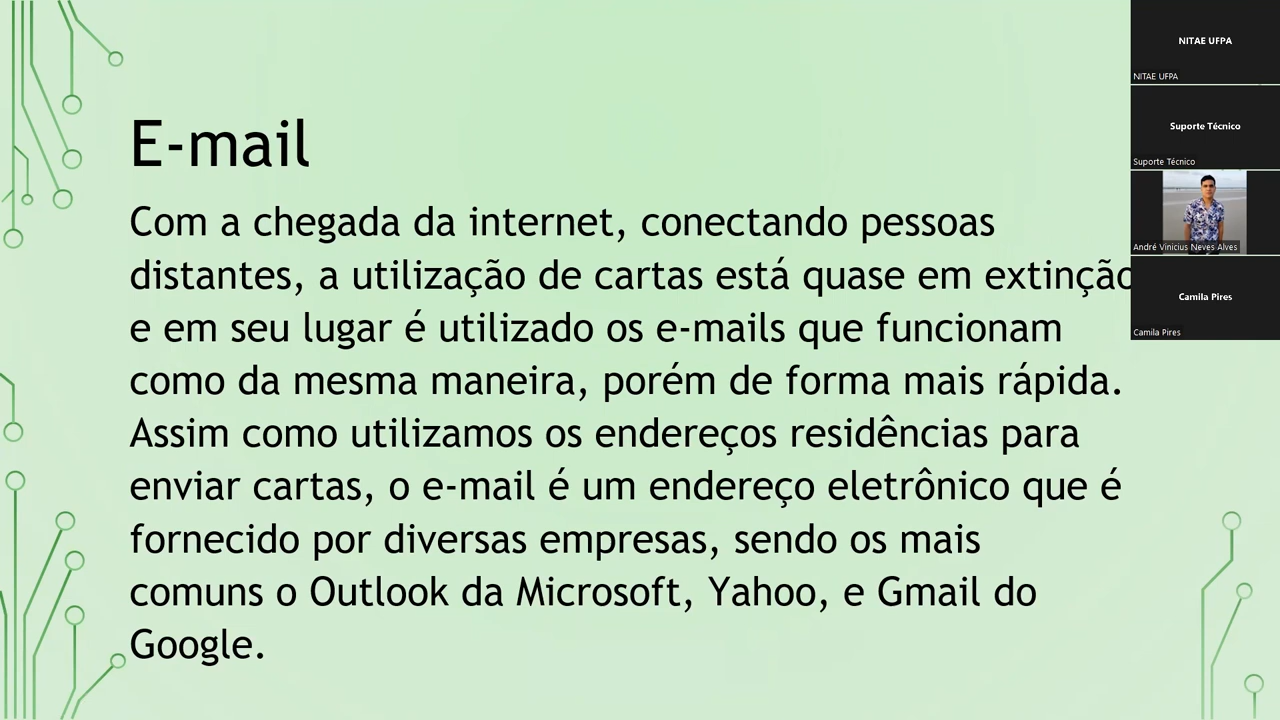 E-mail
Com a chegada da internet, conectando pessoas
distantes, a utilização de cartas está quase em extinção
e em seu lugar é utilizado os e-mails que funcionam
como da mesma maneira, porém de forma mais rápida.
Assim como utilizamos os endereços residências para
enviar cartas, o e-mail é um endereço eletrônico que é
fornecido por diversas empresas, sendo os mais
comuns o Outlook da Microsoft, Yahoo, e Gmail do
Google.
NITAE UFPA
NITAE UFPA
Suporte Técnico
Suporte Técnico
André Vinicius Neves Alves
Camila Pires
Camila Pires